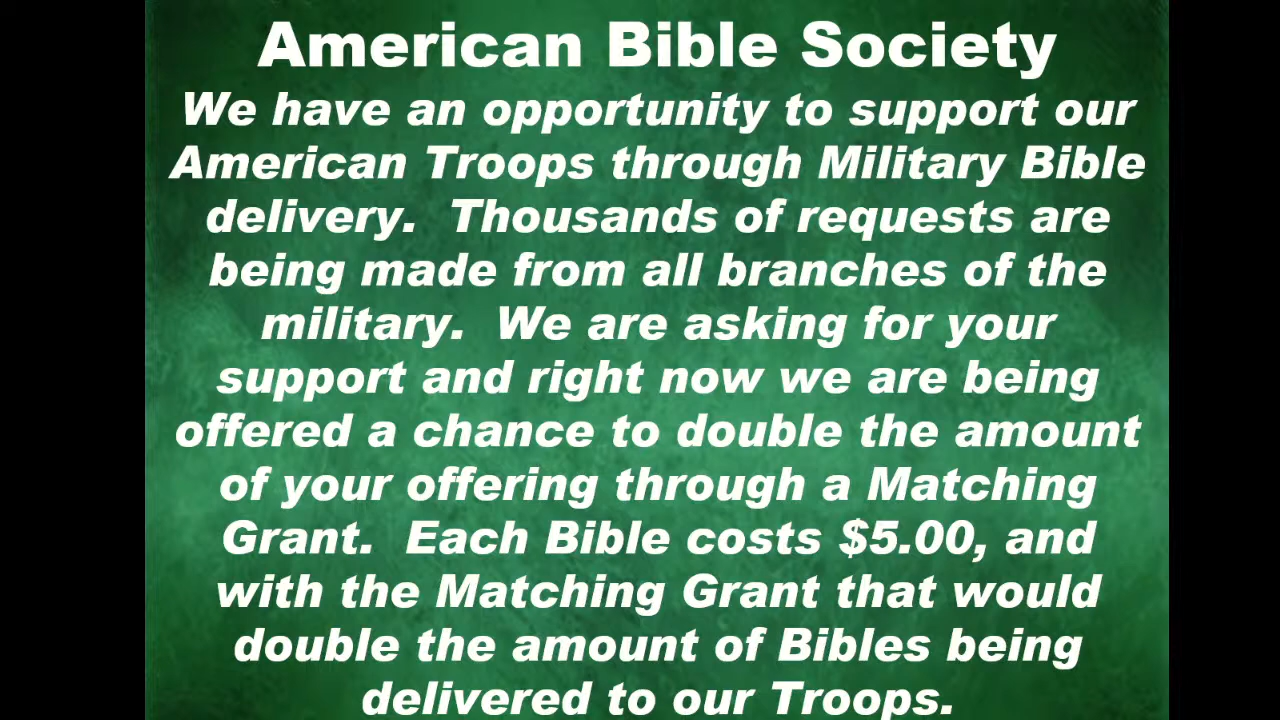 American Bible Society
We have an opportunity to support our
American Troops through Military Bible
delivery.  Thousands of requests are
being made from all branches of the
military.  We are asking for your
support and right now we are being
offered a chance to double the amount
of your offering through a Matching
Grant.  Each Bible costs $5.00, and
with the Matching Grant that would
double the amount of Bibles being
delivered to our Troops.